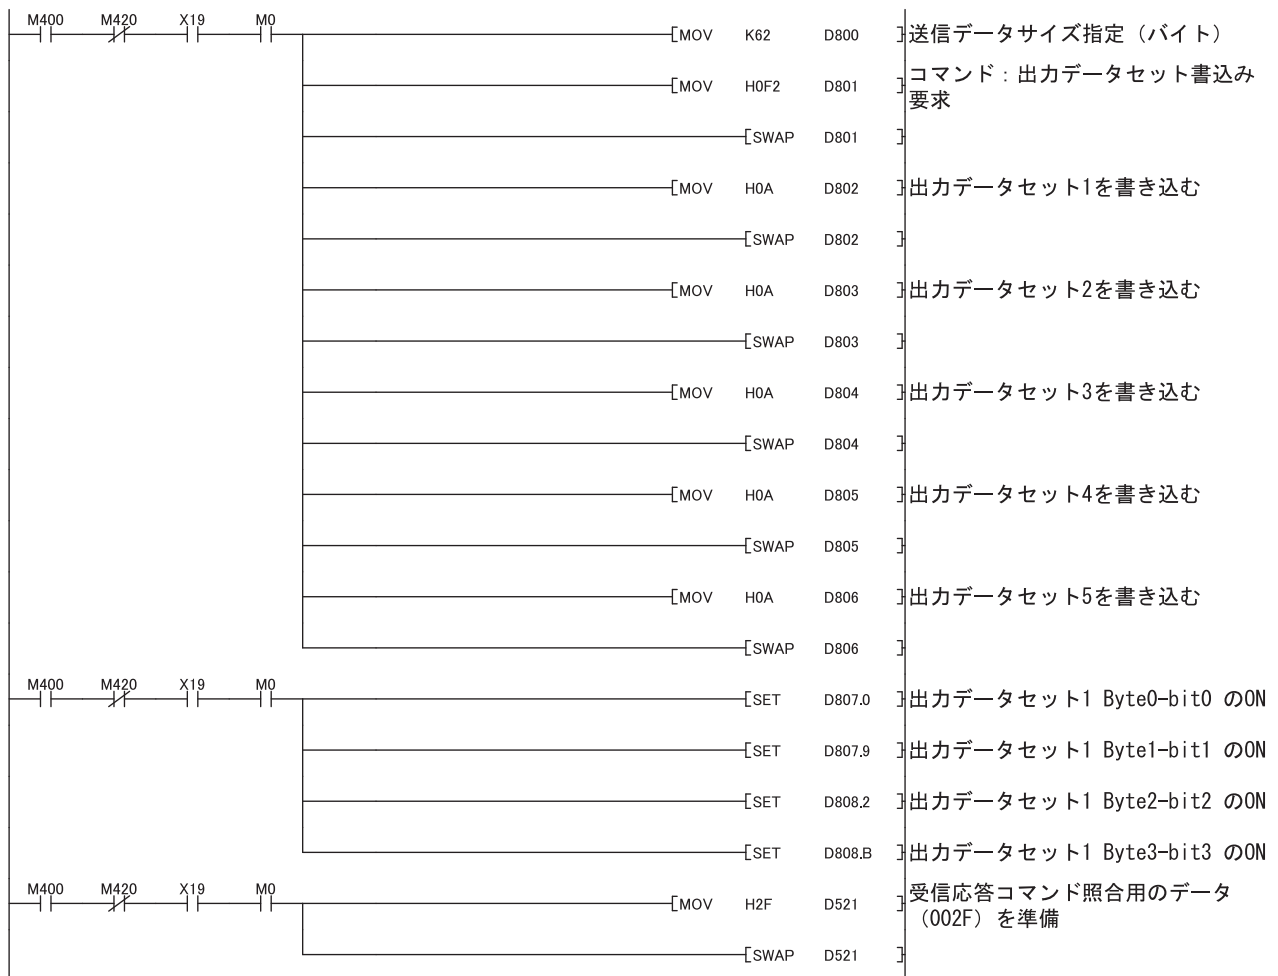 M400 M420 X19 M0
[MOV K62 D800 ] 送信データサイズ指定（バイト）
[MOV H0F2 D801 ] コマンド：出力データセット書込み
要求
[SWAP D801 ]
[MOV H0A D802 ] 出力データセット1を書き込む
[SWAP D802 ]
[MOV H0A D803 ] 出力データセット2を書き込む
[SWAP D803 ]
[MOV H0A D804 ] 出力データセット3を書き込む
[SWAP D804 ]
[MOV H0A D805 ] 出力データセット4を書き込む
[SWAP D805 ]
[MOV H0A D806 ] 出力データセット5を書き込む
[SWAP D806 ]
M400 M420 X19 M0
[SET D807.0 ] 出力データセット1 Byte0-bit0 のON
[SET D807.9 ] 出力データセット1 Byte1-bit1 のON
[SET D808.2 ] 出力データセット1 Byte2-bit2 のON
[SET D808.B ] 出力データセット1 Byte3-bit3 のON
M400 M420 X19 M0
[MOV H2F D521 ] 受信応答コマンド照合用のデータ
（002F）を準備
[SWAP D521 ]